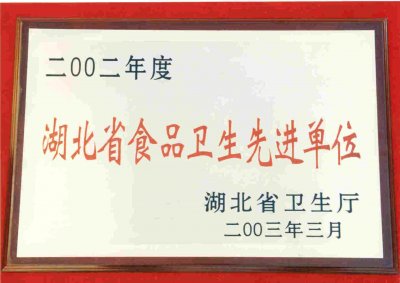 二00二年度
湖北省食品卫生先进单位
湖北省卫生厅
二00三年三月